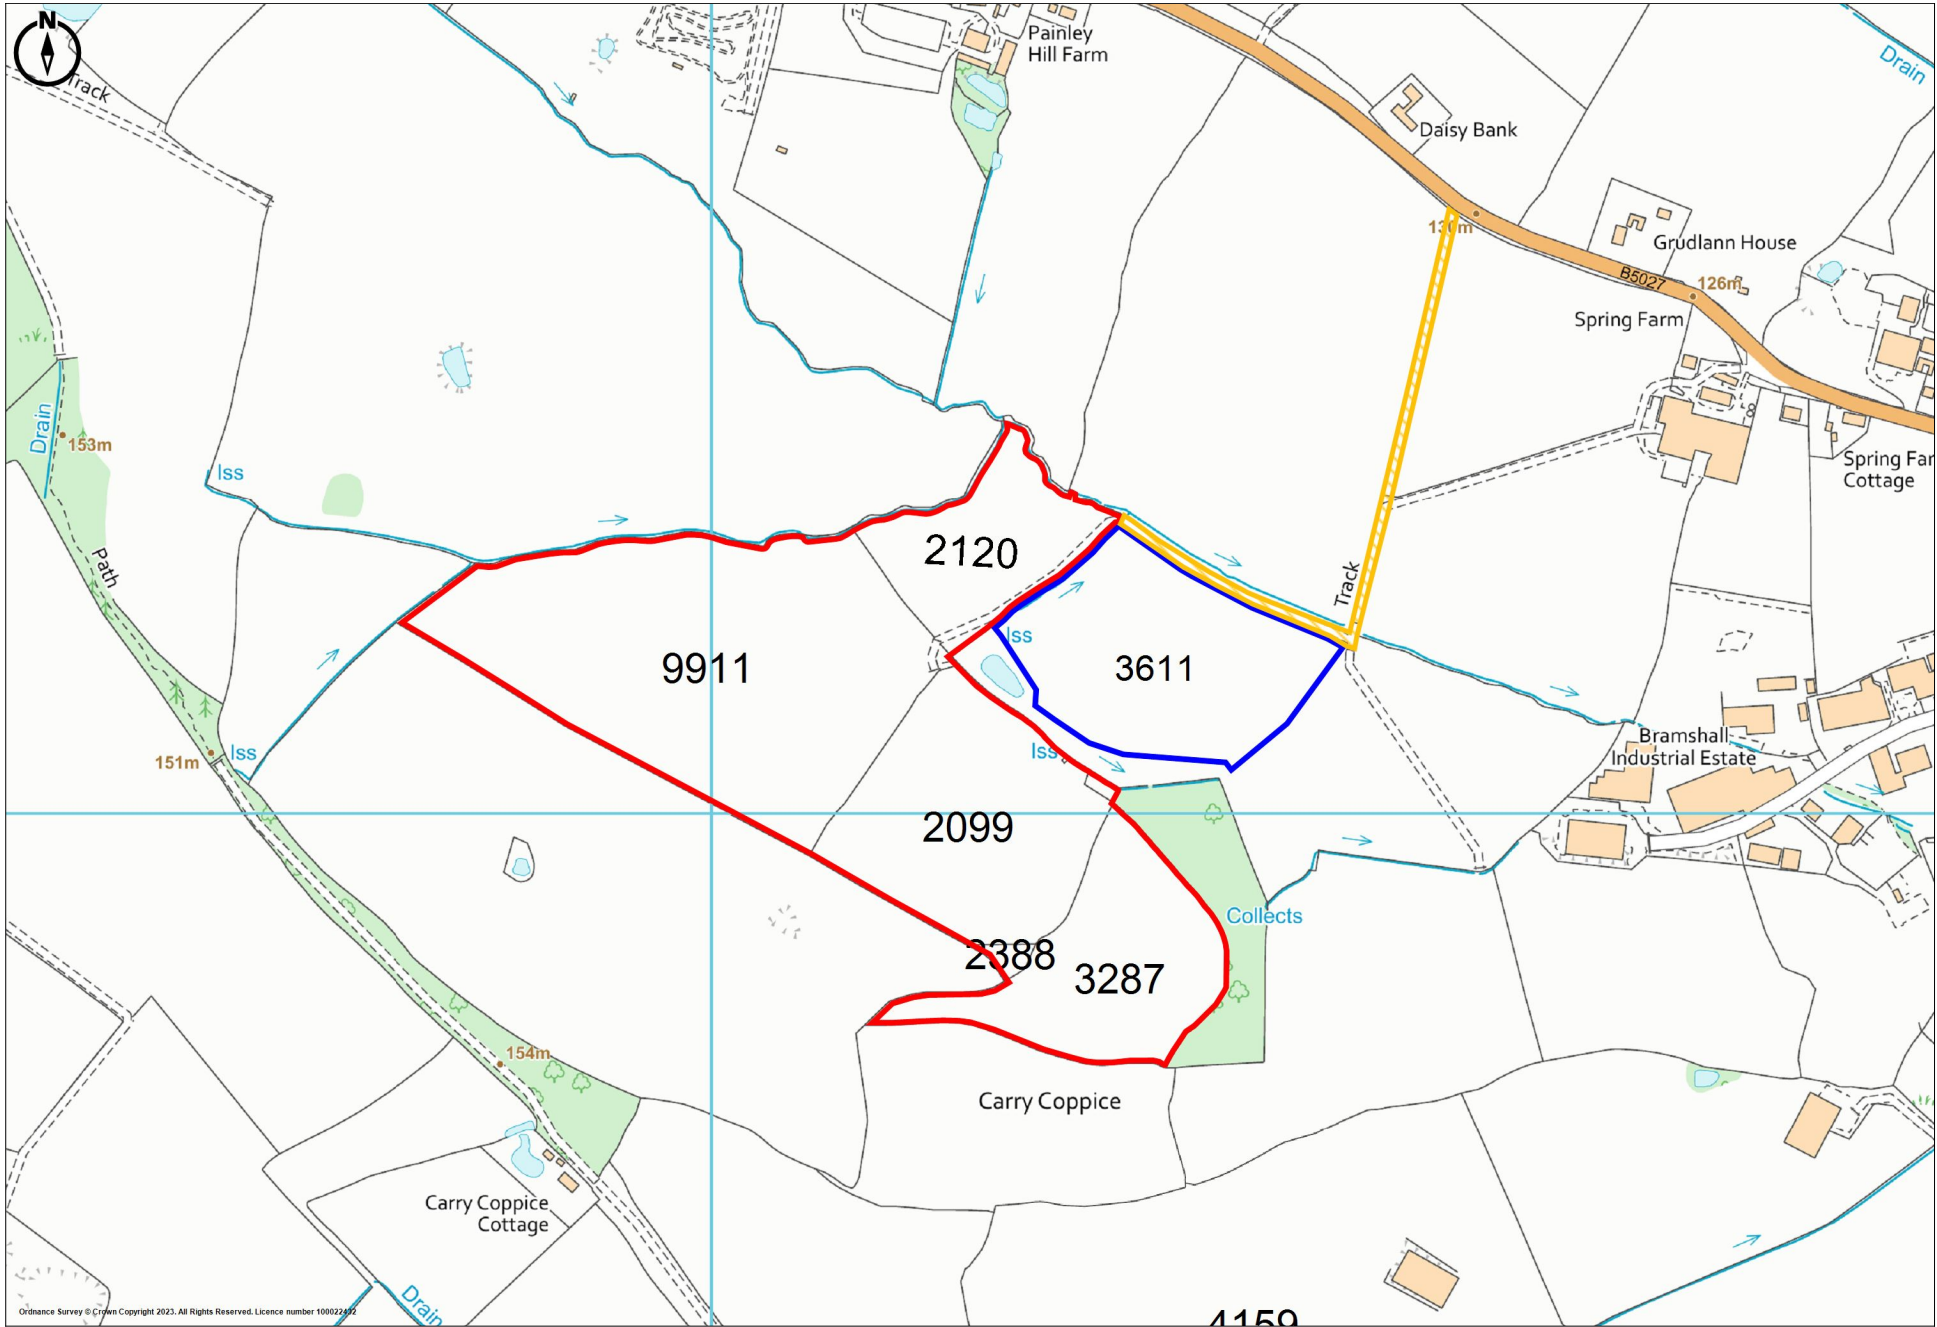 N
Painley
Hill Farm
Drain
Track
Daisy Bank
130m
Grudlann House
B5027
126m
Spring Farm
Drain
153m
Iss
Spring Far
Cottage
Path
2120
Track
Iss
9911
3611
Iss
151m
Iss
Bramshall
Industrial Estate
2099
Collects
2388
3287
154m
Carry Coppice
Carry Coppice
Cottage
Drain
4159
Ordnance Survey © Crown Copyright 2023. All Rights Reserved. Licence number 100022432